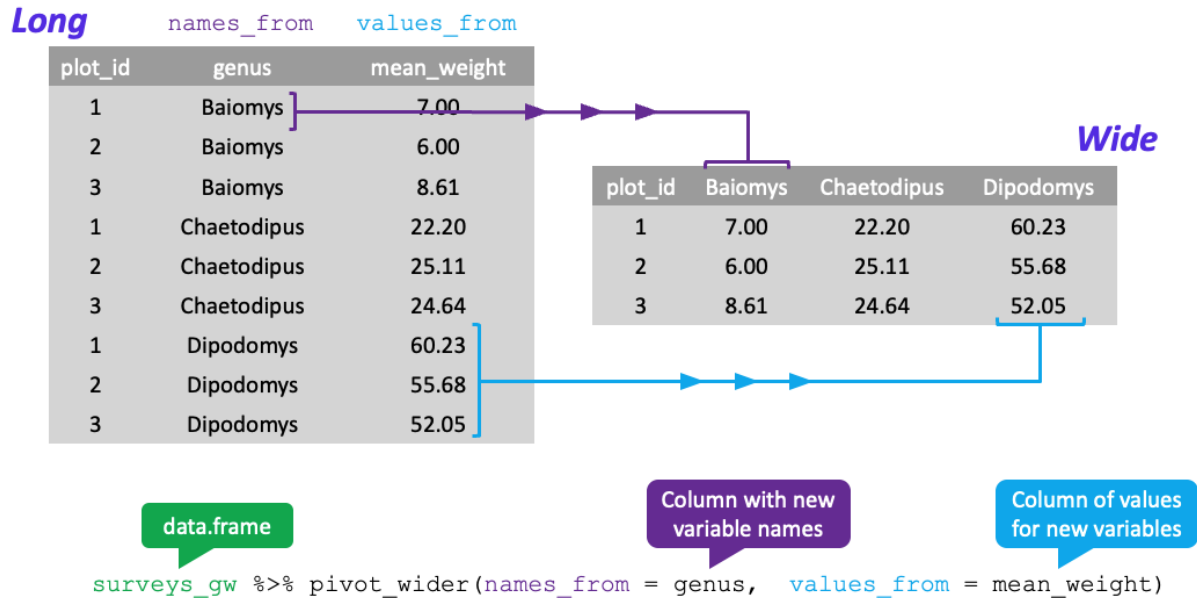 Long
names_from values_from
plot_id genus mean_weight
1 Baiomys 7.00
2 Baiomys 6.00
3 Baiomys 8.61
1 Chaetodipus 22.20
2 Chaetodipus 25.11
3 Chaetodipus 24.64
1 Dipodomys 60.23
2 Dipodomys 55.68
3 Dipodomys 52.05
Wide
plot_id Baiomys Chaetodipus Dipodomys
1 7.00 22.20 60.23
2 6.00 25.11 55.68
3 8.61 24.64 52.05
data.frame
Column with new
variable names
Column of values
for new variables
surveys_gw %>% pivot_wider(names_from = genus, values_from = mean_weight)